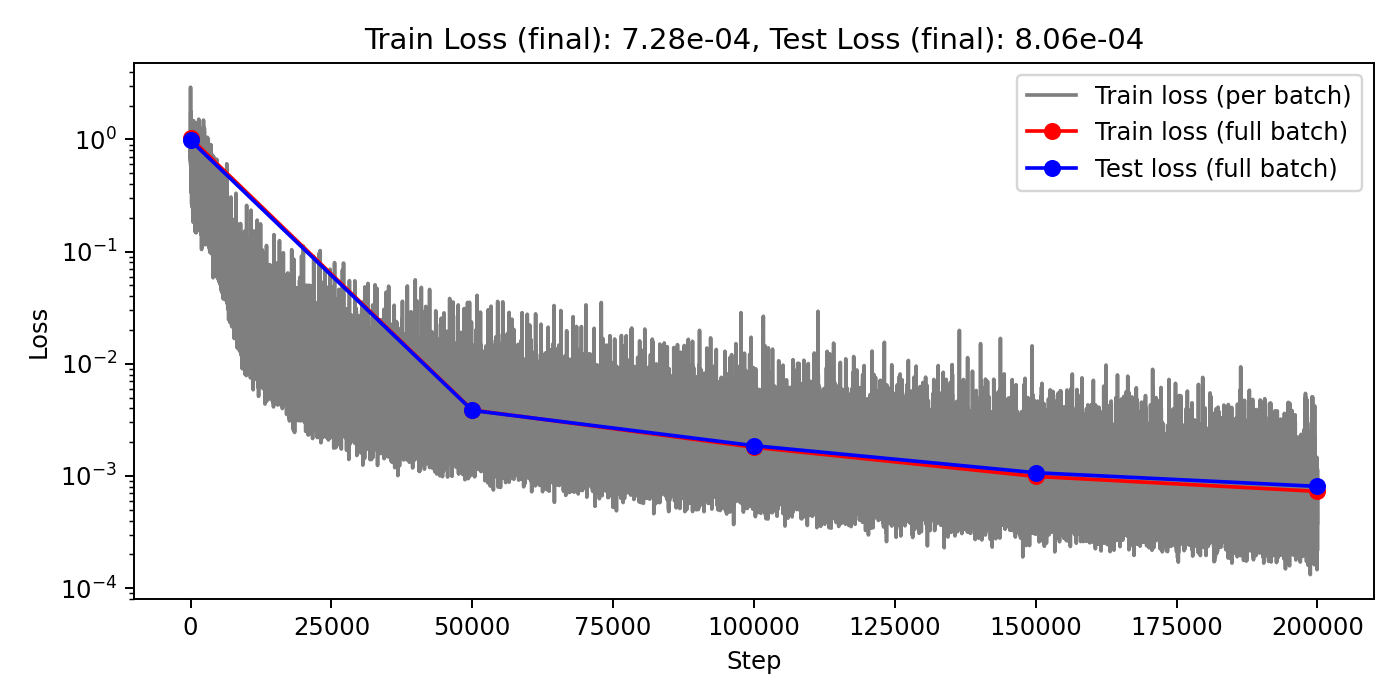 Train Loss (final): 7.28e-04, Test Loss (final): 8.06e-04
Train loss (per batch)
Train loss (full batch)
Test loss (full batch)
Loss
10⁰
10⁻¹
10⁻²
10⁻³
10⁻⁴
0 25000 50000 75000 100000 125000 150000 175000 200000
Step